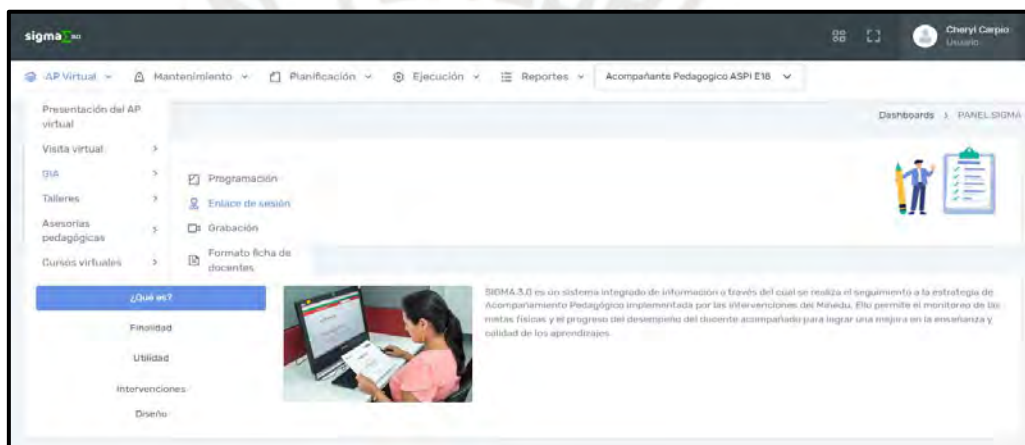 sigma 3.0
Cheryl Carpio
Usuario
AP Virtual
Mantenimiento
Planificación
Ejecución
Reportes
Acompañante Pedagogico ASPI E18
Presentación del AP
virtual
Dashboards > PANEL SIGMA
Visita virtual
GIA
Programación
Talleres
Enlace de sesión
Asesorías
pedagógicas
Grabación
Cursos virtuales
Formato ficha de
docentes
¿Qué es?
Finalidad
Utilidad
Intervenciones
Diseño
SIGMA 3.0 es un sistema integrado de información a través del cual se realiza el seguimiento a la estrategia de
Acompañamiento Pedagógico implementada por las intervenciones del Minedu. Ello permite el monitoreo de las
metas físicas y el progreso del desempeño del docente acompañado para lograr una mejora en la enseñanza y
calidad de los aprendizajes.